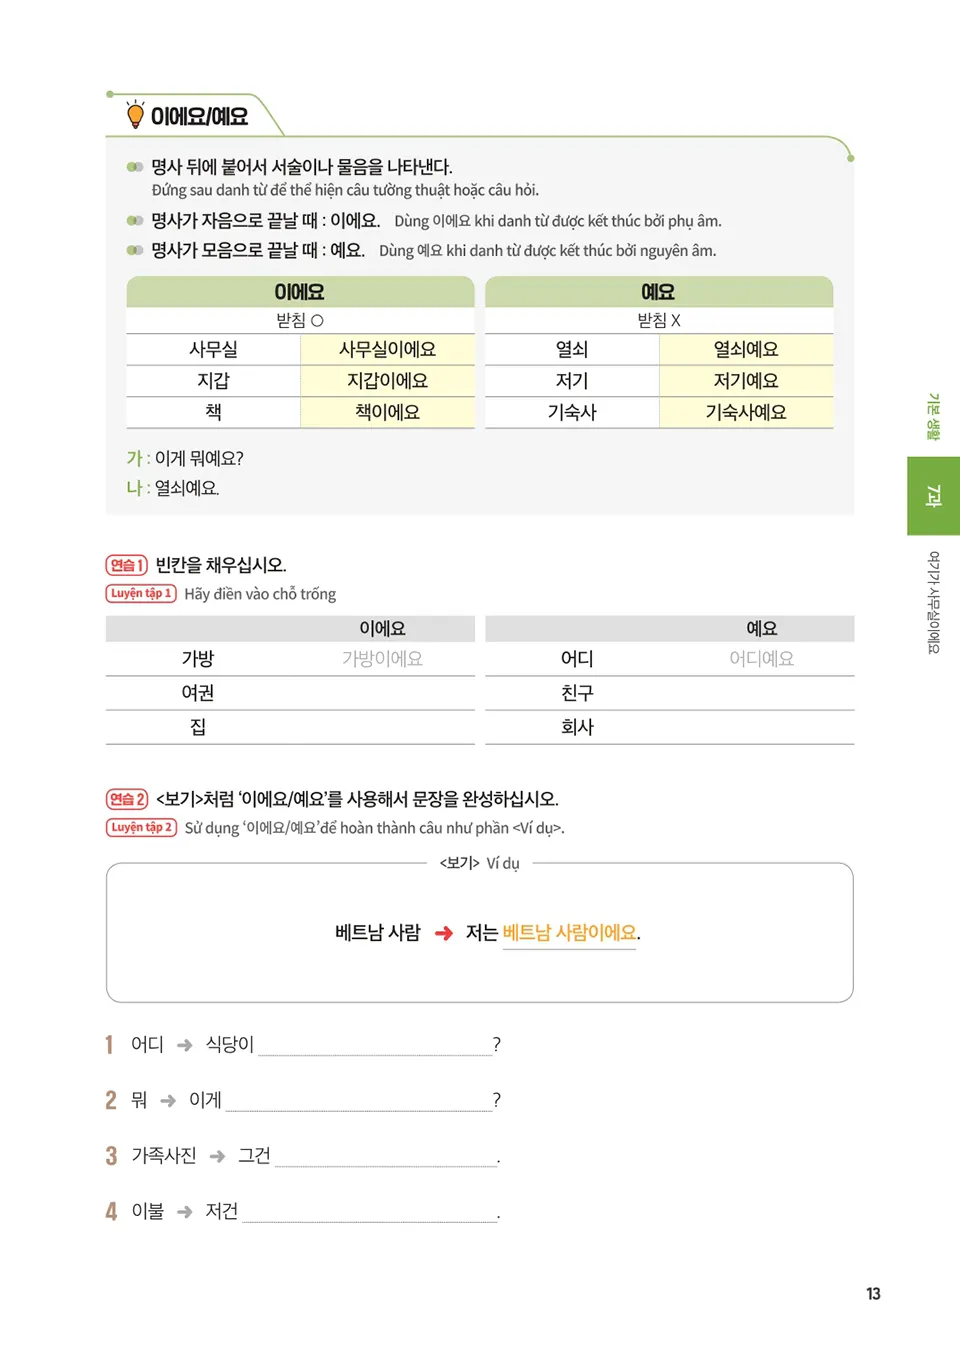 이에요/예요
명사 뒤에 붙어서 서술이나 물음을 나타낸다.
Đứng sau danh từ để thể hiện câu tường thuật hoặc câu hỏi.
명사가 자음으로 끝날 때 : 이에요. Dùng 이에요 khi danh từ được kết thúc bởi phụ âm.
명사가 모음으로 끝날 때 : 예요. Dùng 예요 khi danh từ được kết thúc bởi nguyên âm.
이에요 예요
받침 O 받침 X
사무실 사무실이에요 열쇠 열쇠예요
지갑 지갑이에요 저기 저기예요
책 책이에요 기숙사 기숙사예요
가 : 이게 뭐예요?
나 : 열쇠예요.
연습 1 빈칸을 채우십시오.
Luyện tập 1 Hãy điền vào chỗ trống
이에요 예요
가방 가방이에요 어디 어디예요
여권 친구
집 회사
연습 2 <보기>처럼 ‘이에요/예요’를 사용해서 문장을 완성하십시오.
Luyện tập 2 Sử dụng ‘이에요/예요’để hoàn thành câu như phần <Ví dụ>.
<보기> Ví dụ
베트남 사람 ➜ 저는 베트남 사람이에요.
1 어디 ➜ 식당이 ?
2 뭐 ➜ 이게 ?
3 가족사진 ➜ 그건 .
4 이불 ➜ 저건 .
기본 생활
7과
여기가 사무실이에요
13